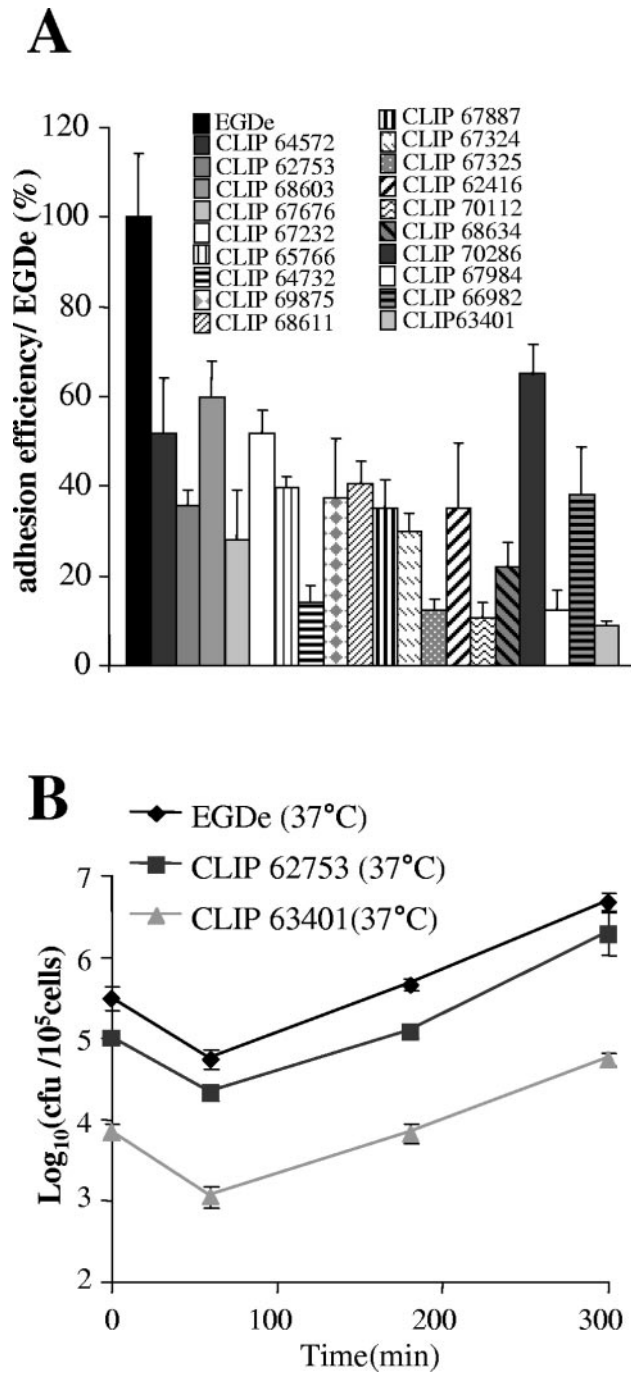 A
adhesion efficiency/ EGDe (%)
120
100
80
60
40
20
0
EGDe
CLIP 64572
CLIP 62753
CLIP 68603
CLIP 67676
CLIP 67232
CLIP 65766
CLIP 64732
CLIP 69875
CLIP 68611
CLIP 67887
CLIP 67324
CLIP 67325
CLIP 62416
CLIP 70112
CLIP 68634
CLIP 70286
CLIP 67984
CLIP 66982
CLIP63401
B
EGDe (37°C)
CLIP 62753 (37°C)
CLIP 63401(37°C)
Log₁₀(cfu /10⁵cells)
7
6
5
4
3
2
0 100 200 300
Time(min)